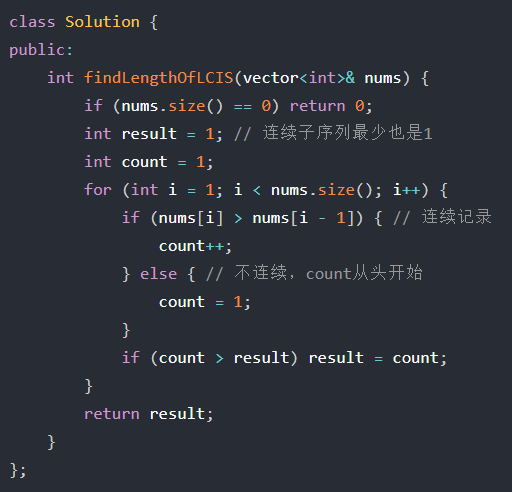 class Solution {
public:
    int findLengthOfLCIS(vector<int>& nums) {
        if (nums.size() == 0) return 0;
        int result = 1; // 连续子序列最少也是1
        int count = 1;
        for (int i = 1; i < nums.size(); i++) {
            if (nums[i] > nums[i - 1]) { // 连续记录
                count++;
            } else { // 不连续，count从头开始
                count = 1;
            }
            if (count > result) result = count;
        }
        return result;
    }
};